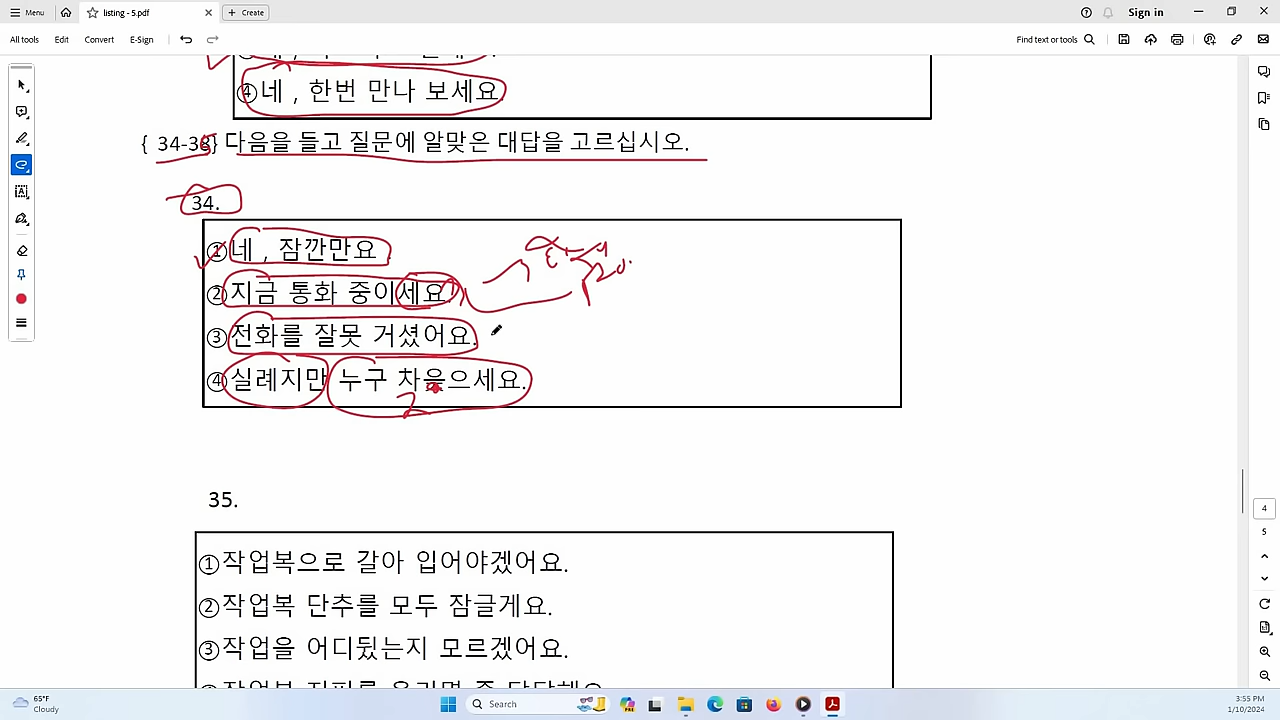 Menu
listing - 5.pdf
Create
Sign in
All tools
Edit
Convert
E-Sign
Find text or tools
④네 , 한번 만나 보세요.
{ 34-38} 다음을 들고 질문에 알맞은 대답을 고르십시오.
34.
①네 , 잠깐만요
②지금 통화 중이세요.
③전화를 잘못 거셨어요.
④실례지만 누구 차읒으세요.
2
35.
①작업복으로 갈아 입어야겠어요.
②작업복 단추를 모두 잠글게요.
③작업을 어디뒀는지 모르겠어요.
4
5
65°F
Cloudy
Search
3:55 PM
1/10/2024